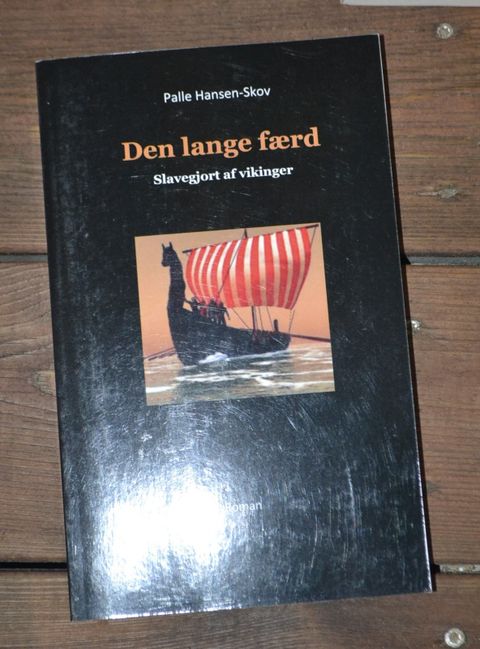 Palle Hansen-Skov
Den lange færd
Slavegjort af vikinger
Roman